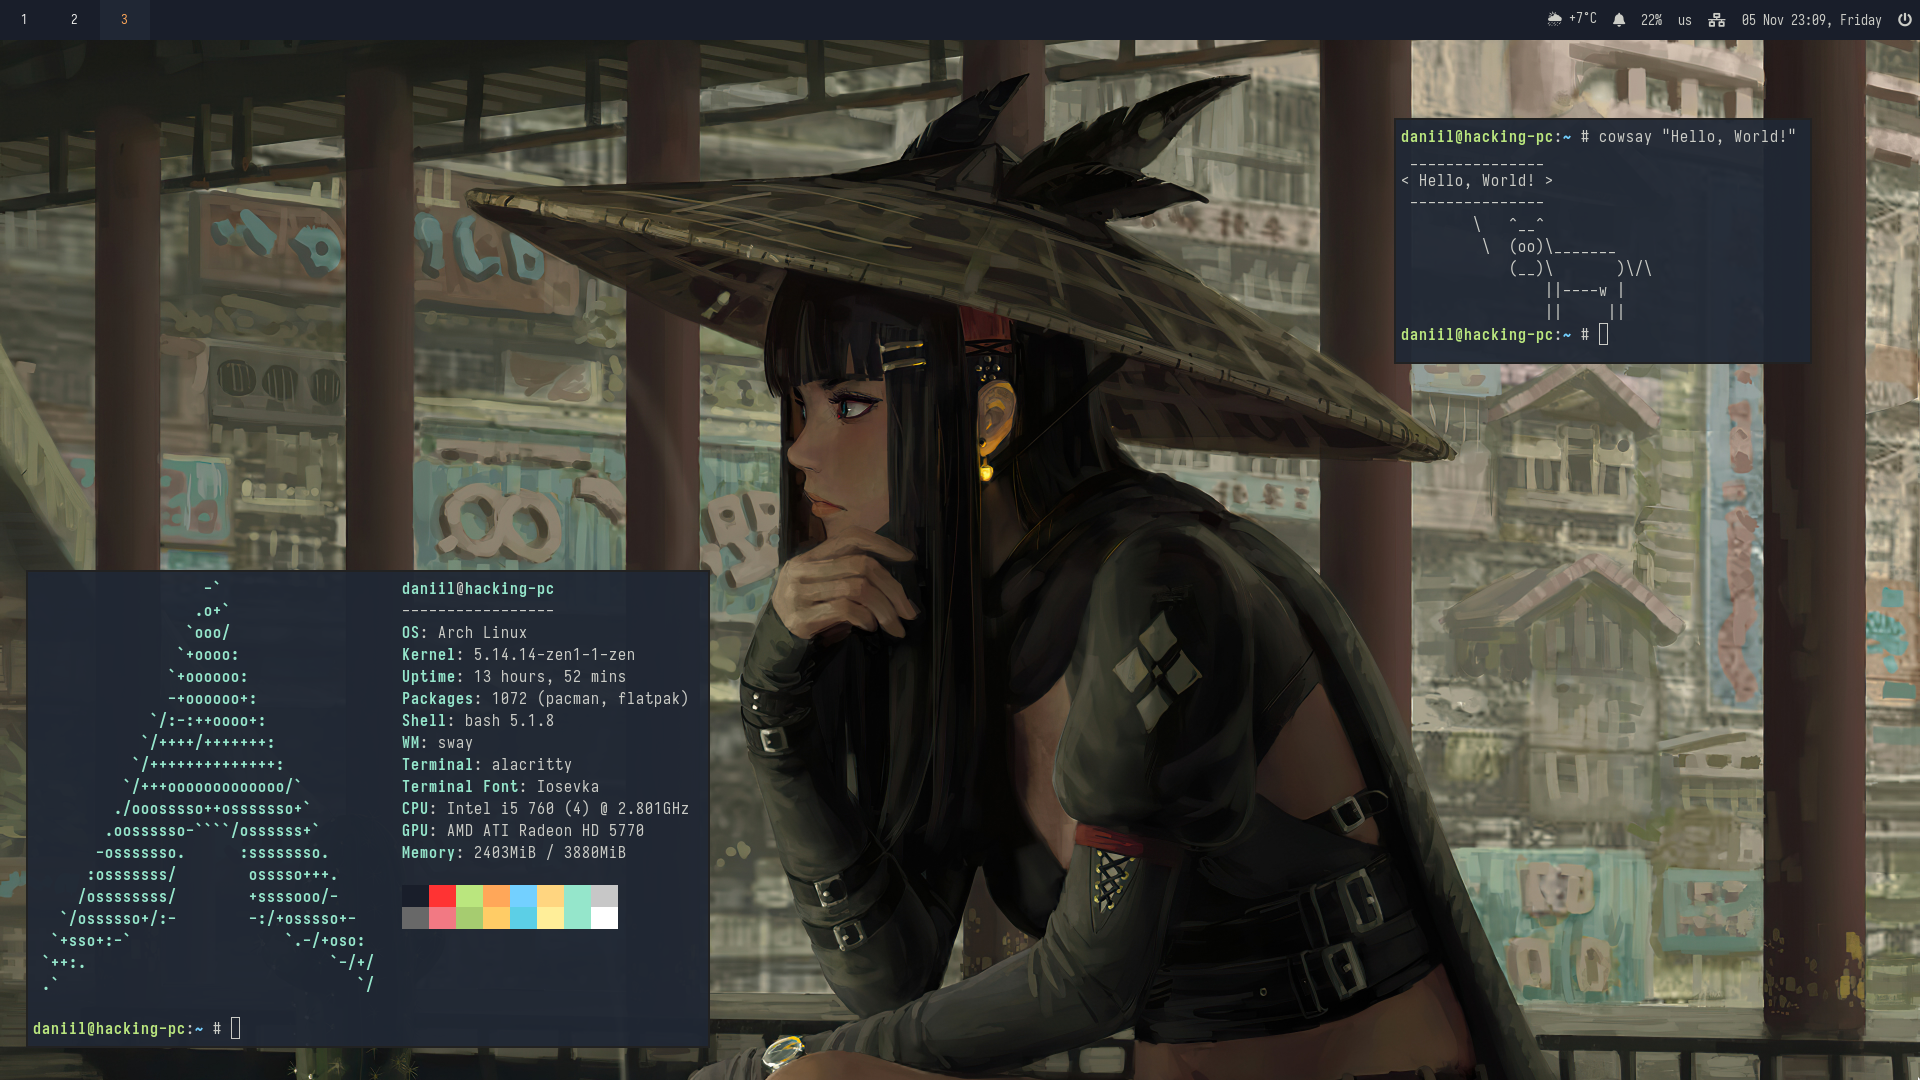 1 2 3 +7°C 22% us 05 Nov 23:09, Friday
daniil@hacking-pc:~ # cowsay "Hello, World!"
 _______________
< Hello, World! >
 ---------------
        \   ^__^
         \  (oo)\_______
            (__)\       )\/\
                ||----w |
                ||     ||
daniil@hacking-pc:~ #
                  -`
                 .o+`
                `ooo/
               `+oooo:
              `+oooooo:
              -+oooooo+:
            `/:-:++oooo+:
           `/++++/+++++++:
          `/++++++++++++++:
         `/+++ooooooooooooo/`
        ./ooosssso++osssssso+`
       .oossssso-````/ossssss+`
      -osssssso.      :ssssssso.
     :osssssss/        osssso+++.
    /ossssssss/        +ssssooo/-
  `/ossssso+/:-        -:/+osssso+-
 `+sso+:-`                 `.-/+oso:
`++:.                           `-/+/
.`                                 `/
daniil@hacking-pc
-----------------
OS: Arch Linux
Kernel: 5.14.14-zen1-1-zen
Uptime: 13 hours, 52 mins
Packages: 1072 (pacman, flatpak)
Shell: bash 5.1.8
WM: sway
Terminal: alacritty
Terminal Font: Iosevka
CPU: Intel i5 760 (4) @ 2.801GHz
GPU: AMD ATI Radeon HD 5770
Memory: 2403MiB / 3880MiB
daniil@hacking-pc:~ #